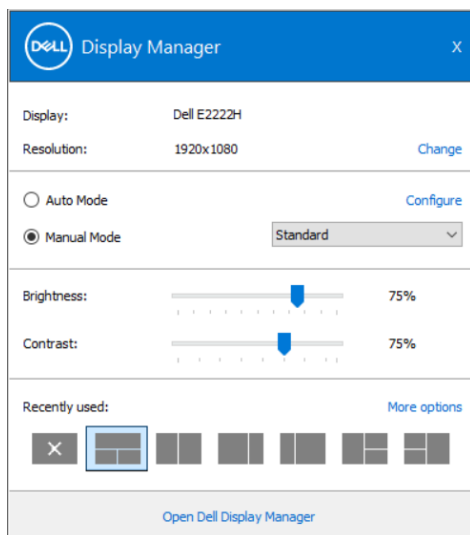 DELL Display Manager X
Display: Dell E2222H
Resolution: 1920x1080 Change
Auto Mode Configure
Manual Mode Standard
Brightness: 75%
Contrast: 75%
Recently used: More options
Open Dell Display Manager